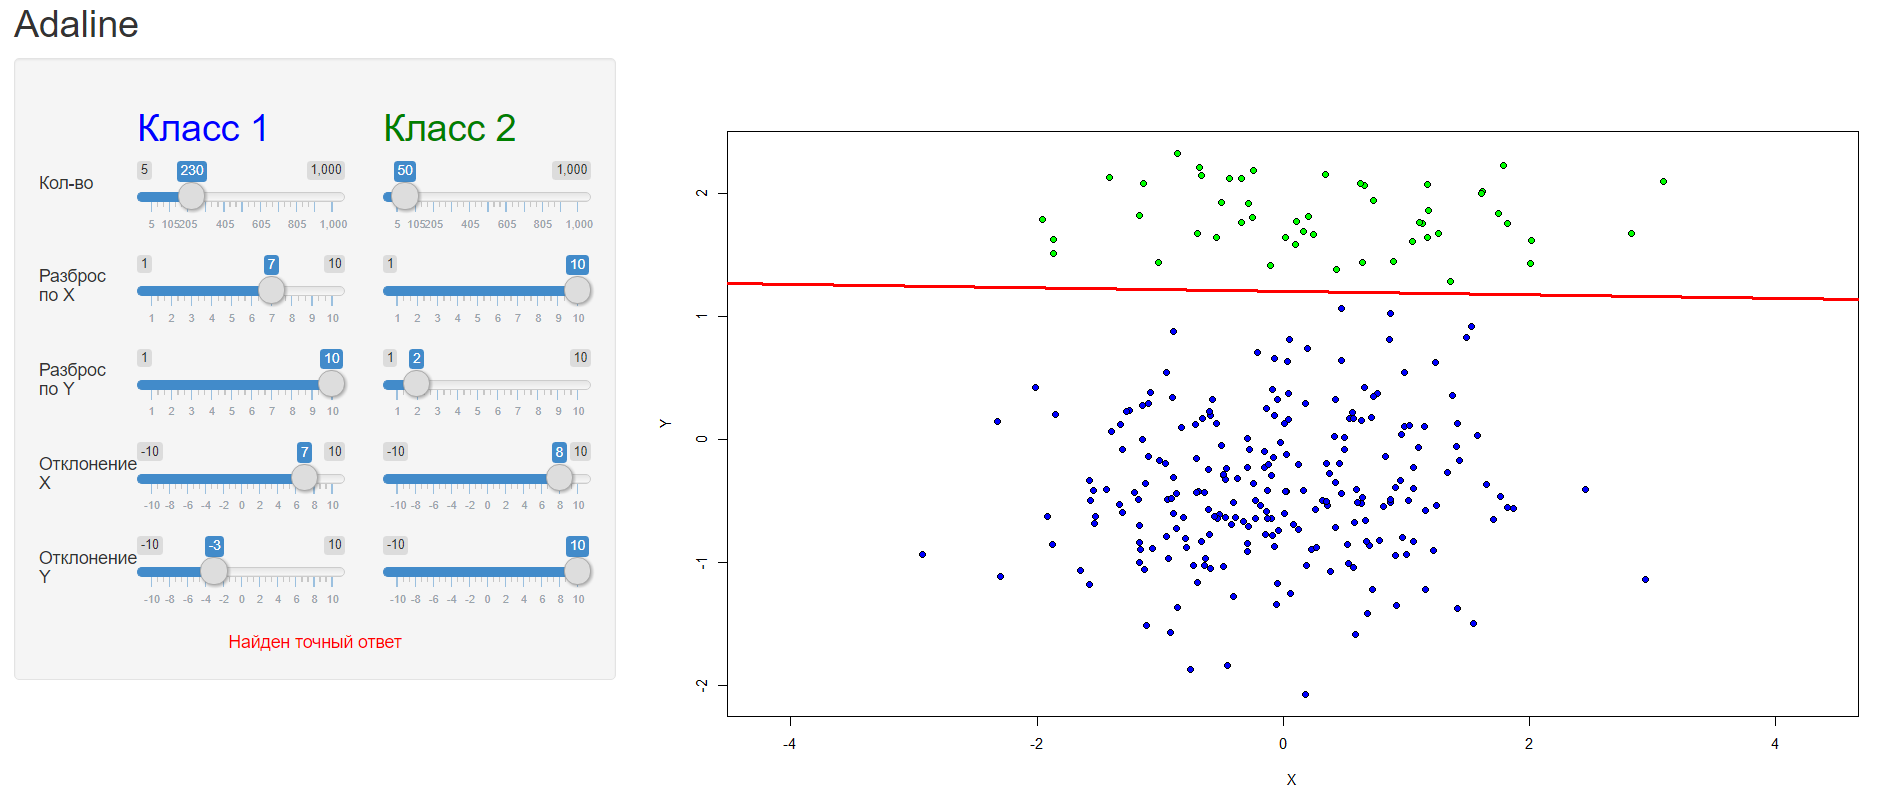 Adaline
Класс 1 Класс 2
Кол-во
5 230 1,000
5 105 205 405 605 805 1,000
50 1,000
5 105 205 405 605 805 1,000
Разброс
по X
1 7 10
1 2 3 4 5 6 7 8 9 10
1 10
1 2 3 4 5 6 7 8 9 10
Разброс
по Y
1 10
1 2 3 4 5 6 7 8 9 10
1 2 10
1 2 3 4 5 6 7 8 9 10
Отклонение
X
-10 7 10
-10 -8 -6 -4 -2 0 2 4 6 8 10
-10 8 10
-10 -8 -6 -4 -2 0 2 4 6 8 10
Отклонение
Y
-10 -3 10
-10 -8 -6 -4 -2 0 2 4 6 8 10
-10 10
-10 -8 -6 -4 -2 0 2 4 6 8 10
Найден точный ответ
Y
2
1
0
-1
-2
-4 -2 0 2 4
X